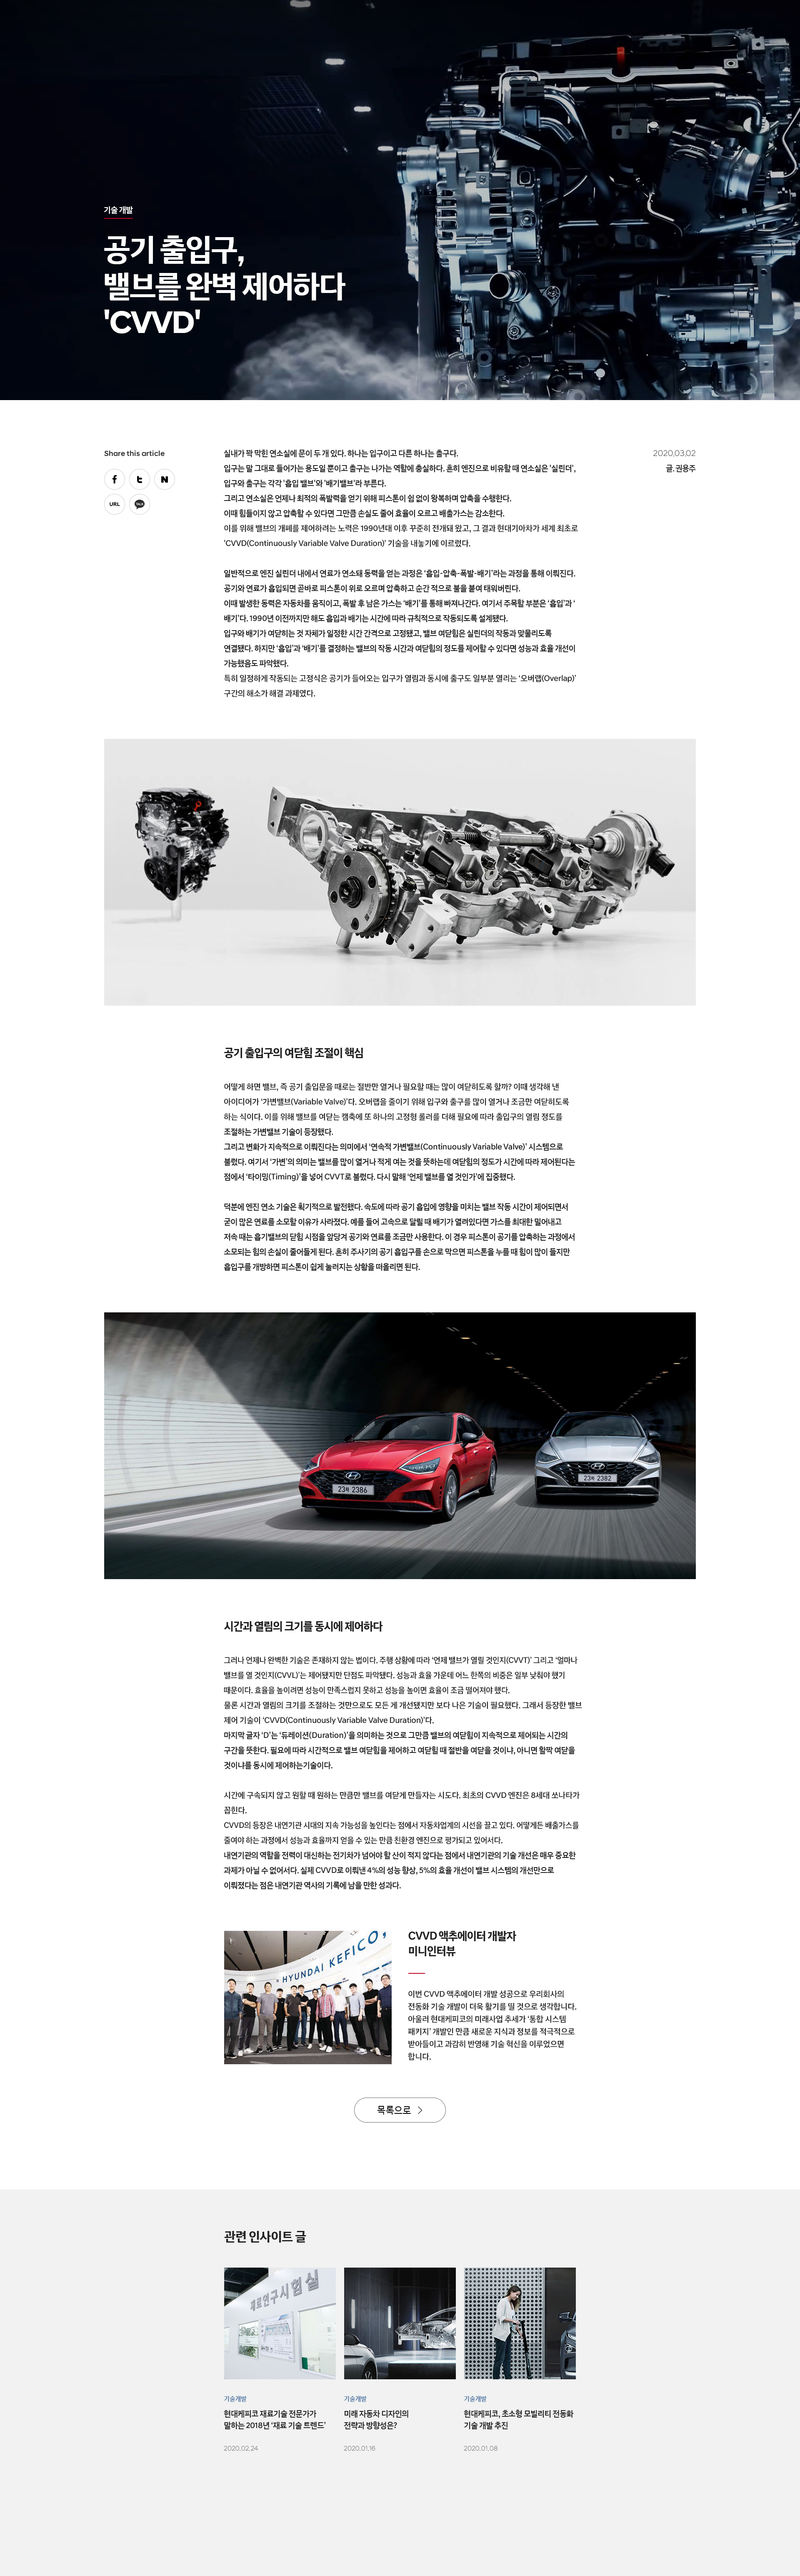 기술 개발
공기 출입구,
밸브를 완벽 제어하다
'CVVD'
Share this article
URL
2020.03.02
글. 권용주
실내가 꽉 막힌 연소실에 문이 두 개 있다. 하나는 입구이고 다른 하나는 출구다.
입구는 말 그대로 들어가는 용도일 뿐이고 출구는 나가는 역할에 충실하다. 흔히 엔진으로 비유할 때 연소실은 '실린더',
입구와 출구는 각각 '흡입 밸브'와 '배기밸브'라 부른다.
그리고 연소실은 언제나 최적의 폭발력을 얻기 위해 피스톤이 쉼 없이 왕복하며 압축을 수행한다.
이때 힘들이지 않고 압축할 수 있다면 그만큼 손실도 줄어 효율이 오르고 배출가스는 감소한다.
이를 위해 밸브의 개폐를 제어하려는 노력은 1990년대 이후 꾸준히 전개돼 왔고, 그 결과 현대기아차가 세계 최초로
'CVVD(Continuously Variable Valve Duration)' 기술을 내놓기에 이르렀다.
일반적으로 엔진 실린더 내에서 연료가 연소돼 동력을 얻는 과정은 '흡입-압축-폭발-배기'라는 과정을 통해 이뤄진다.
공기와 연료가 흡입되면 곧바로 피스톤이 위로 오르며 압축하고 순간 적으로 불을 붙여 태워버린다.
이때 발생한 동력은 자동차를 움직이고, 폭발 후 남은 가스는 '배기'를 통해 빠져나간다. 여기서 주목할 부분은 '흡입'과 '
배기'다. 1990년 이전까지만 해도 흡입과 배기는 시간에 따라 규칙적으로 작동되도록 설계됐다.
입구와 배기가 여닫히는 것 자체가 일정한 시간 간격으로 고정됐고, 밸브 여닫힘은 실린더의 작동과 맞물리도록
연결됐다. 하지만 '흡입'과 '배기'를 결정하는 밸브의 작동 시간과 여닫힘의 정도를 제어할 수 있다면 성능과 효율 개선이
가능했음도 파악했다.
특히 일정하게 작동되는 고정식은 공기가 들어오는 입구가 열림과 동시에 출구도 일부분 열리는 '오버랩(Overlap)'
구간의 해소가 해결 과제였다.
공기 출입구의 여닫힘 조절이 핵심
어떻게 하면 밸브, 즉 공기 출입문을 때로는 절반만 열거나 필요할 때는 많이 여닫히도록 할까? 이때 생각해 낸
아이디어가 '가변밸브(Variable Valve)'다. 오버랩을 줄이기 위해 입구와 출구를 많이 열거나 조금만 여닫히도록
하는 식이다. 이를 위해 밸브를 여닫는 캠축에 또 하나의 고정형 롤러를 더해 필요에 따라 출입구의 열림 정도를
조절하는 가변밸브 기술이 등장했다.
그리고 변화가 지속적으로 이뤄진다는 의미에서 '연속적 가변밸브(Continuously Variable Valve)' 시스템으로
불렀다. 여기서 '가변'의 의미는 밸브를 많이 열거나 적게 여는 것을 뜻하는데 여닫힘의 정도가 시간에 따라 제어된다는
점에서 '타이밍(Timing)'을 넣어 CVVT로 불렀다. 다시 말해 '언제 밸브를 열 것인가'에 집중했다.
덕분에 엔진 연소 기술은 획기적으로 발전했다. 속도에 따라 공기 흡입에 영향을 미치는 밸브 작동 시간이 제어되면서
굳이 많은 연료를 소모할 이유가 사라졌다. 예를 들어 고속으로 달릴 때 배기가 열려있다면 가스를 최대한 밀어내고
저속 때는 흡기밸브의 닫힘 시점을 앞당겨 공기와 연료를 조금만 사용한다. 이 경우 피스톤이 공기를 압축하는 과정에서
소모되는 힘의 손실이 줄어들게 된다. 흔히 주사기의 공기 흡입구를 손으로 막으면 피스톤을 누를 때 힘이 많이 들지만
흡입구를 개방하면 피스톤이 쉽게 눌러지는 상황을 떠올리면 된다.
23저 2386
23저 2382
시간과 열림의 크기를 동시에 제어하다
그러나 언제나 완벽한 기술은 존재하지 않는 법이다. 주행 상황에 따라 '언제 밸브가 열릴 것인지(CVVT)' 그리고 '얼마나
밸브를 열 것인지(CVVL)'는 제어됐지만 단점도 파악됐다. 성능과 효율 가운데 어느 한쪽의 비중은 일부 낮춰야 했기
때문이다. 효율을 높이려면 성능이 만족스럽지 못하고 성능을 높이면 효율이 조금 떨어져야 했다.
물론 시간과 열림의 크기를 조절하는 것만으로도 모든 게 개선됐지만 보다 나은 기술이 필요했다. 그래서 등장한 밸브
제어 기술이 'CVVD(Continuously Variable Valve Duration)'다.
마지막 글자 'D'는 '듀레이션(Duration)'을 의미하는 것으로 그만큼 밸브의 여닫힘이 지속적으로 제어되는 시간의
구간을 뜻한다. 필요에 따라 시간적으로 밸브 여닫힘을 제어하고 여닫힐 때 절반을 여닫을 것이냐, 아니면 활짝 여닫을
것이냐를 동시에 제어하는기술이다.
시간에 구속되지 않고 원할 때 원하는 만큼만 밸브를 여닫게 만들자는 시도다. 최초의 CVVD 엔진은 8세대 쏘나타가
꼽힌다.
CVVD의 등장은 내연기관 시대의 지속 가능성을 높인다는 점에서 자동차업계의 시선을 끌고 있다. 어떻게든 배출가스를
줄여야 하는 과정에서 성능과 효율까지 얻을 수 있는 만큼 친환경 엔진으로 평가되고 있어서다.
내연기관의 역할을 전력이 대신하는 전기차가 넘어야 할 산이 적지 않다는 점에서 내연기관의 기술 개선은 매우 중요한
과제가 아닐 수 없어서다. 실제 CVVD로 이뤄낸 4%의 성능 향상, 5%의 효율 개선이 밸브 시스템의 개선만으로
이뤄졌다는 점은 내연기관 역사의 기록에 남을 만한 성과다.
HYUNDAI KEFICO
CVVD 액추에이터 개발자
미니인터뷰
이번 CVVD 액추에이터 개발 성공으로 우리회사의
전동화 기술 개발이 더욱 활기를 띨 것으로 생각합니다.
아울러 현대케피코의 미래사업 추세가 '통합 시스템
패키지' 개발인 만큼 새로운 지식과 정보를 적극적으로
받아들이고 과감히 반영해 기술 혁신을 이루었으면
합니다.
목록으로
관련 인사이트 글
재료연구시험실
기술개발
현대케피코 재료기술 전문가가
말하는 2018년 '재료 기술 트렌드'
2020.02.24
기술개발
미래 자동차 디자인의
전략과 방향성은?
2020.01.16
기술개발
현대케피코, 초소형 모빌리티 전동화
기술 개발 추진
2020.01.08